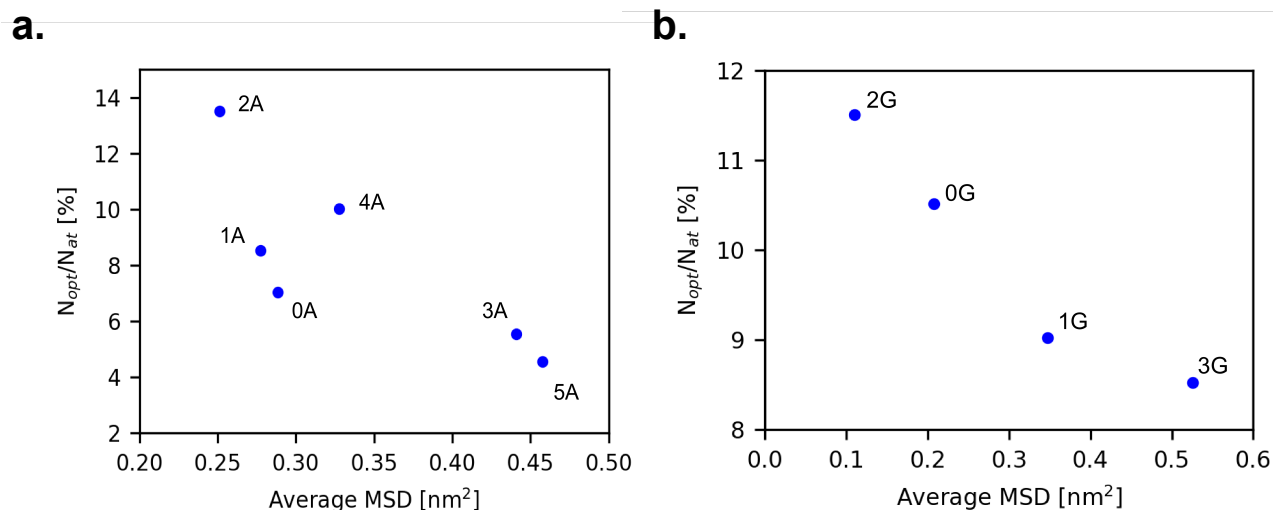 a.
14
12
10
8
6
4
2
N_opt/N_at [%]
2A
4A
1A
0A
3A
5A
0.20 0.25 0.30 0.35 0.40 0.45 0.50
Average MSD [nm²]
b.
12
11
10
9
8
N_opt/N_at [%]
2G
0G
1G
3G
0.0 0.1 0.2 0.3 0.4 0.5 0.6
Average MSD [nm²]